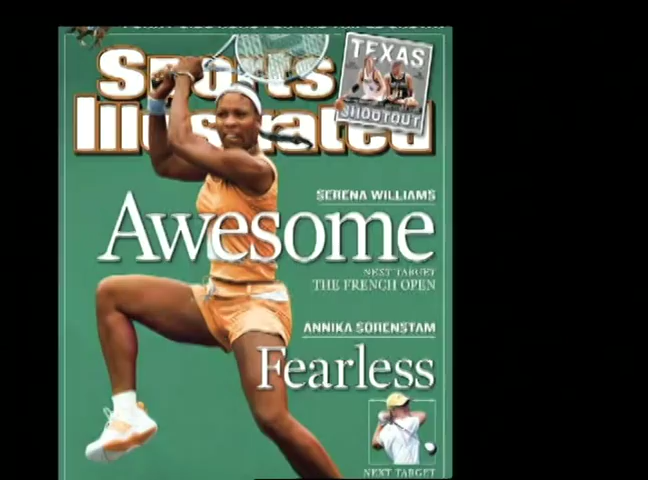 Sports
Illustrated
TEXAS
SHOOTOUT
SERENA WILLIAMS
Awesome
NEXT TARGET
THE FRENCH OPEN
ANNIKA SORENSTAM
Fearless
NEXT TARGET